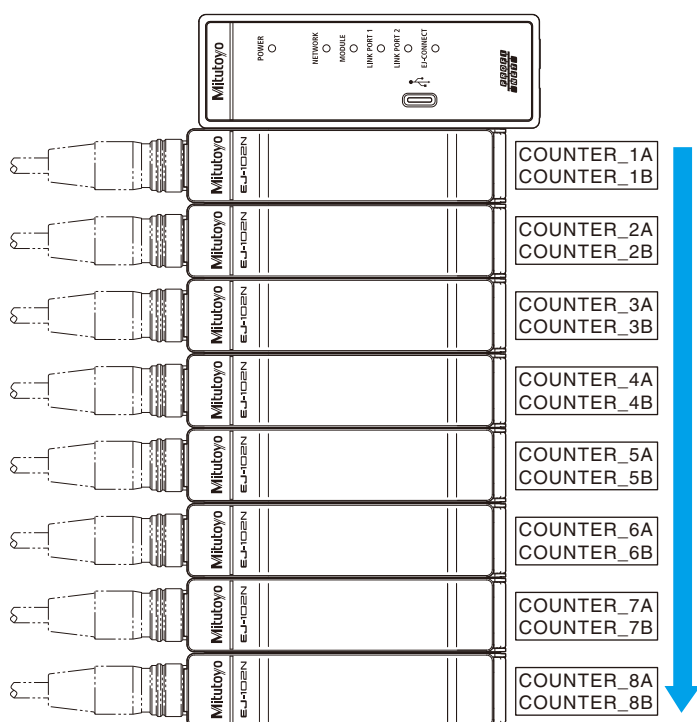 Mitutoyo
POWER
NETWORK
MODULE
LINK PORT 1
LINK PORT 2
EJ-CONNECT
PROFI
NET
Mitutoyo
EJ-102N
COUNTER_1A
COUNTER_1B
Mitutoyo
EJ-102N
COUNTER_2A
COUNTER_2B
Mitutoyo
EJ-102N
COUNTER_3A
COUNTER_3B
Mitutoyo
EJ-102N
COUNTER_4A
COUNTER_4B
Mitutoyo
EJ-102N
COUNTER_5A
COUNTER_5B
Mitutoyo
EJ-102N
COUNTER_6A
COUNTER_6B
Mitutoyo
EJ-102N
COUNTER_7A
COUNTER_7B
Mitutoyo
EJ-102N
COUNTER_8A
COUNTER_8B